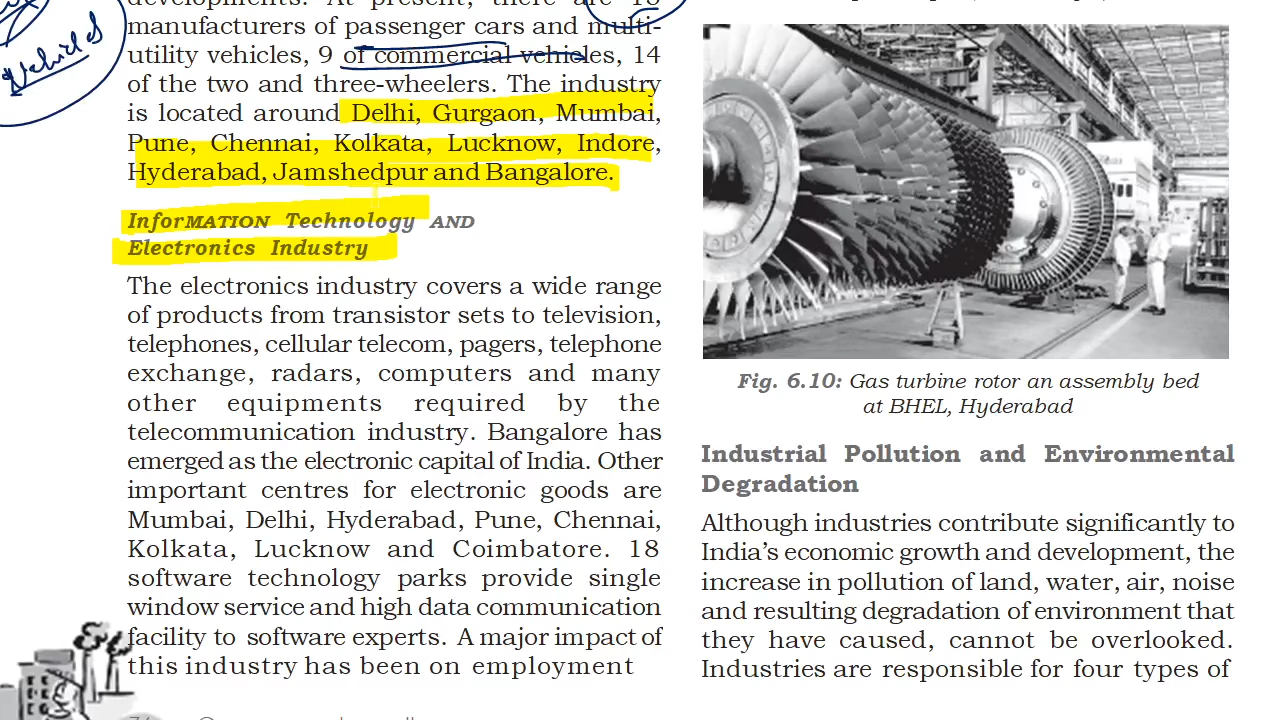 developments. At present, there are 15
manufacturers of passenger cars and multi-
utility vehicles, 9 of commercial vehicles, 14
of the two and three-wheelers. The industry
is located around Delhi, Gurgaon, Mumbai,
Pune, Chennai, Kolkata, Lucknow, Indore,
Hyderabad, Jamshedpur and Bangalore.
InforMATION Technology AND
Electronics Industry
The electronics industry covers a wide range
of products from transistor sets to television,
telephones, cellular telecom, pagers, telephone
exchange, radars, computers and many
other equipments required by the
telecommunication industry. Bangalore has
emerged as the electronic capital of India. Other
important centres for electronic goods are
Mumbai, Delhi, Hyderabad, Pune, Chennai,
Kolkata, Lucknow and Coimbatore. 18
software technology parks provide single
window service and high data communication
facility to software experts. A major impact of
this industry has been on employment
vehicles
Fig. 6.10: Gas turbine rotor an assembly bed
at BHEL, Hyderabad
Industrial Pollution and Environmental
Degradation
Although industries contribute significantly to
India's economic growth and development, the
increase in pollution of land, water, air, noise
and resulting degradation of environment that
they have caused, cannot be overlooked.
Industries are responsible for four types of